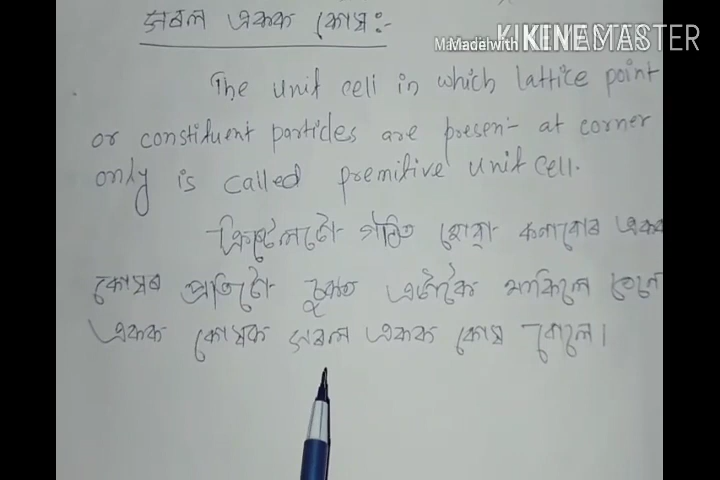 সৰল একক কোষ:-
Made with KINEMASTER
The unit cell in which lattice point
or constituent particles are present at corner
only is called premitive unit cell.
ক্ৰিষ্টেলটো গঠিত হোৱা কণাবোৰ একক
কোষৰ প্ৰতিটো চুকত এটাকৈ থাকিলে তেনে
একক কোষক সৰল একক কোষ বোলে।